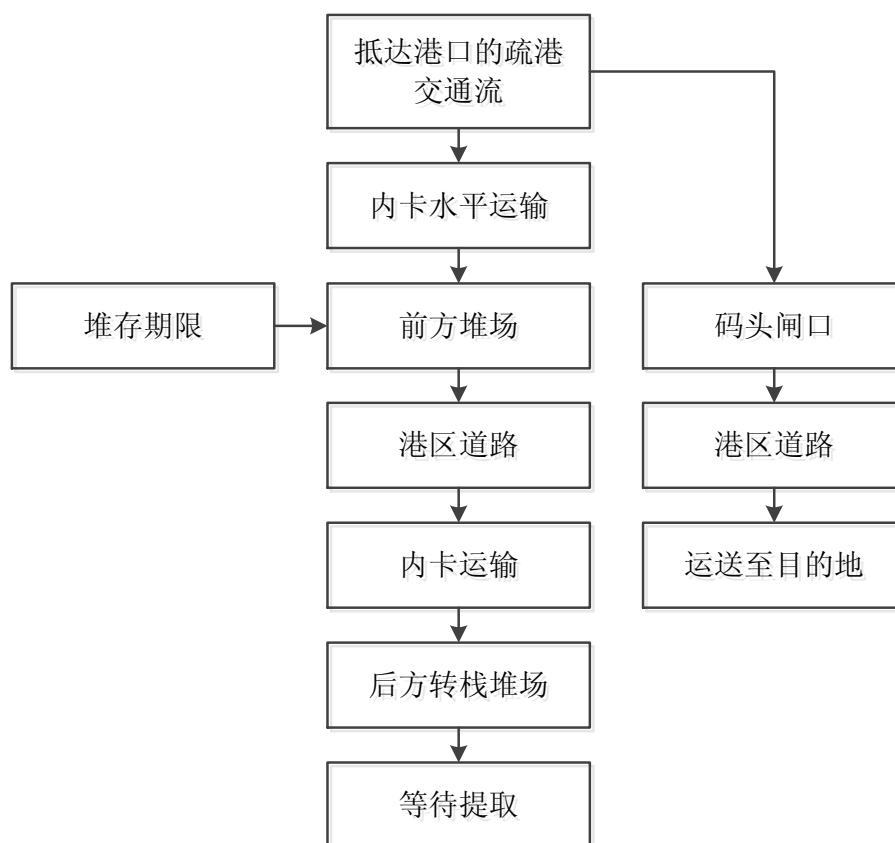 抵达港口的疏港
交通流
内卡水平运输
堆存期限
前方堆场
码头闸口
港区道路
港区道路
内卡运输
运送至目的地
后方转栈堆场
等待提取